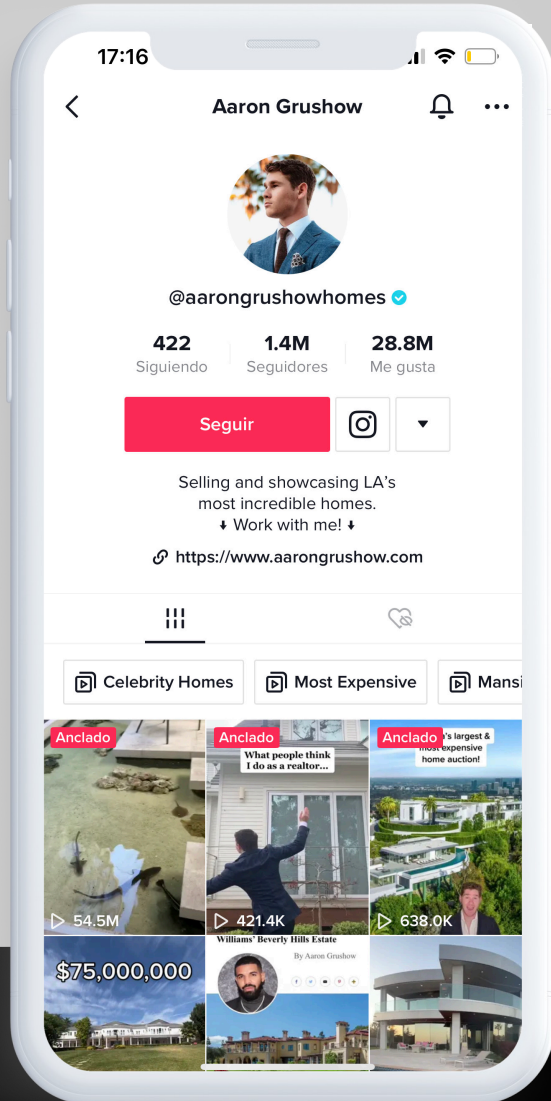 17:16
Aaron Grushow
@aarongrushowhomes
422
Siguiendo
1.4M
Seguidores
28.8M
Me gusta
Seguir
Selling and showcasing LA's
most incredible homes.
⬇ Work with me! ⬇
https://www.aarongrushow.com
Celebrity Homes
Most Expensive
Mansi
Anclado
54.5M
Anclado
What people think
I do as a realtor...
421.4K
Anclado
's largest &
most expensive
home auction!
638.0K
$75,000,000
Williams' Beverly Hills Estate
By Aaron Grushow